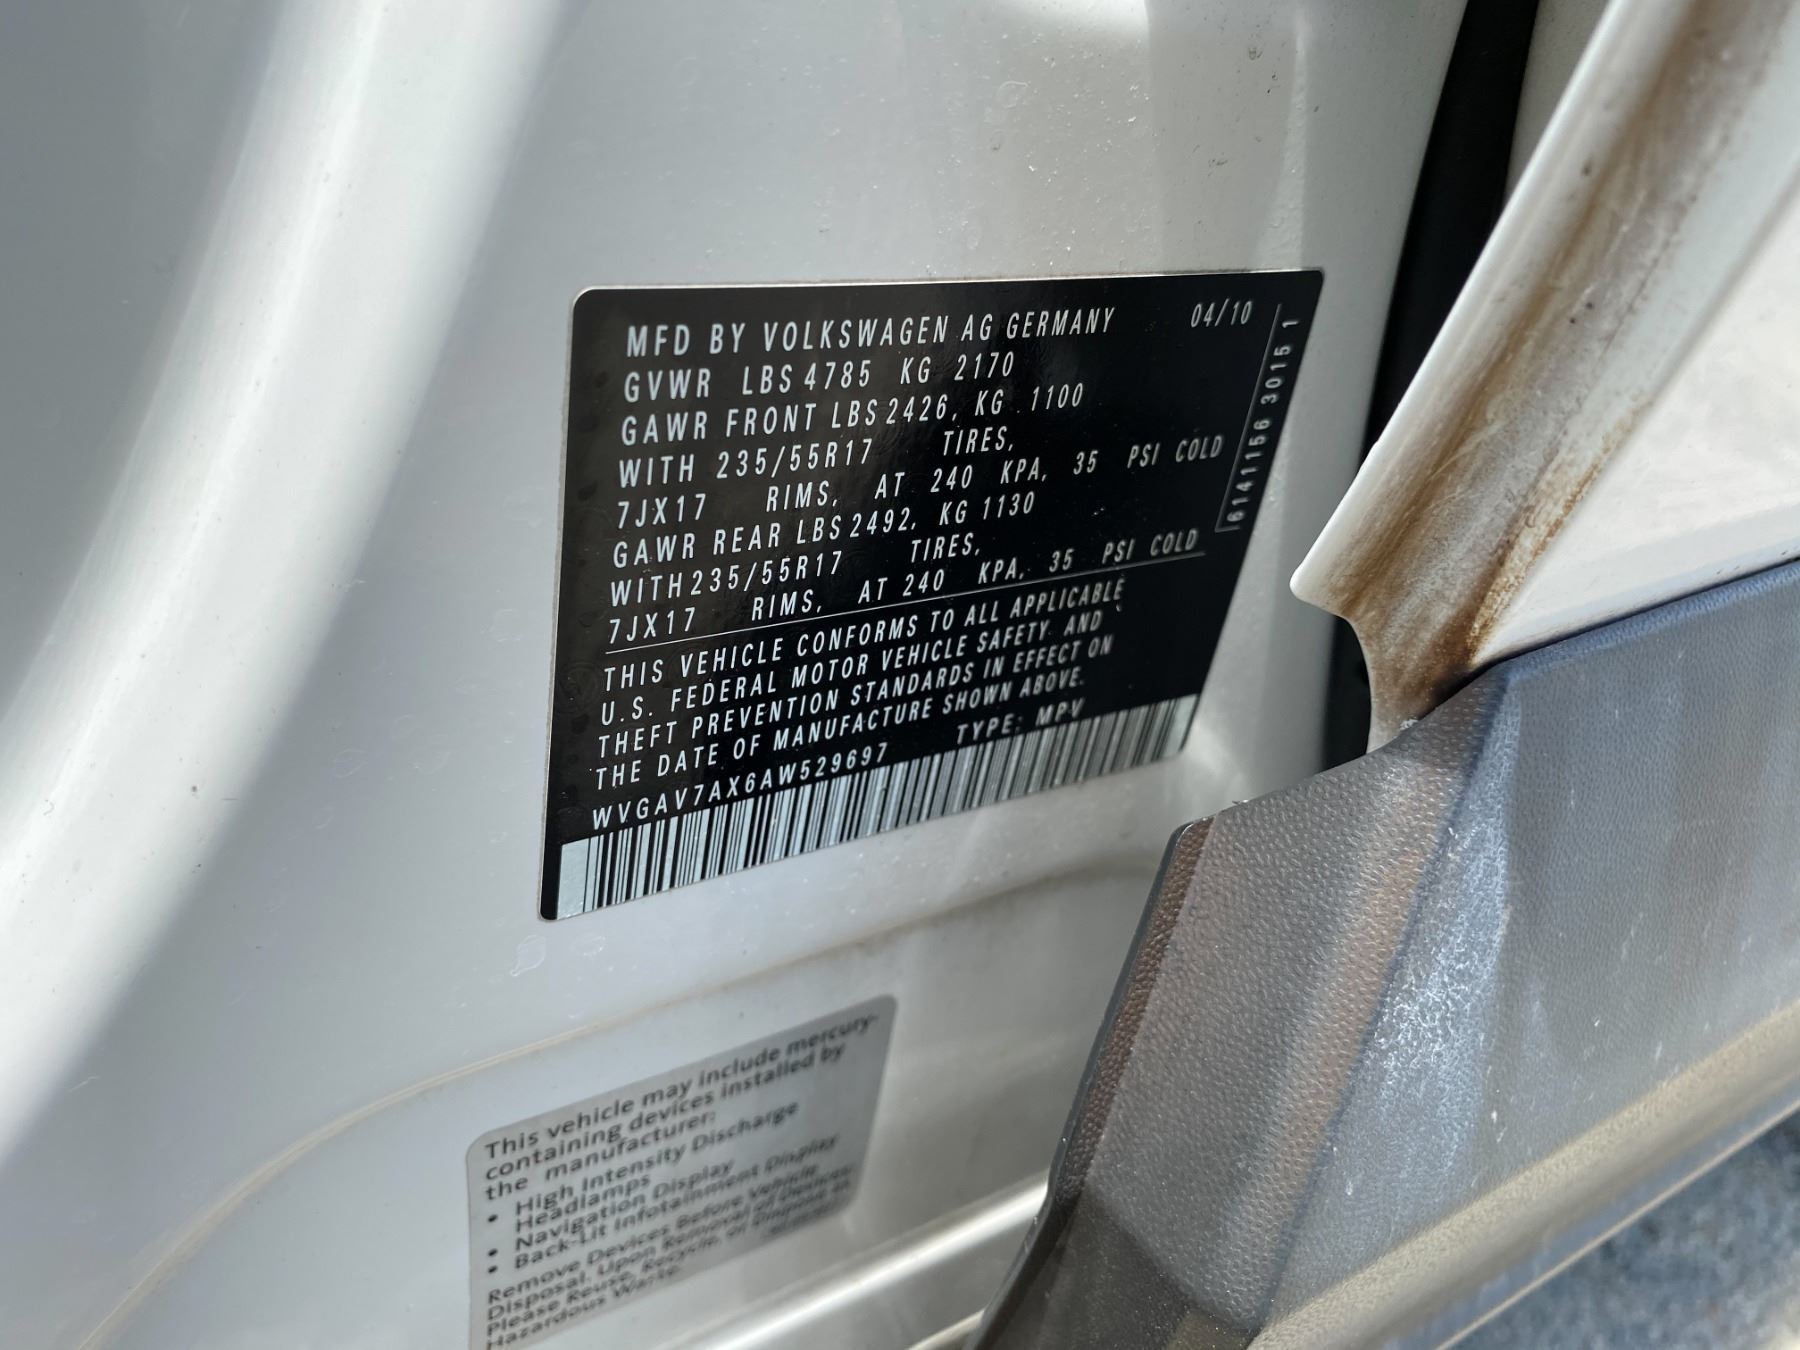 MFD BY VOLKSWAGEN AG GERMANY 04/10
GVWR LBS 4785 KG 2170
GAWR FRONT LBS 2426, KG 1100
WITH 235/55R17 TIRES,
7JX17 RIMS, AT 240 KPA, 35 PSI COLD
GAWR REAR LBS 2492, KG 1130
WITH 235/55R17 TIRES,
7JX17 RIMS, AT 240 KPA, 35 PSI COLD
THIS VEHICLE CONFORMS TO ALL APPLICABLE
U.S. FEDERAL MOTOR VEHICLE SAFETY AND
THEFT PREVENTION STANDARDS IN EFFECT ON
THE DATE OF MANUFACTURE SHOWN ABOVE.
WVGAV7AX6AW529697 TYPE: MPV
6141156 3015 1
This vehicle may include mercury-
containing devices installed by
the manufacturer:
• High Intensity Discharge
Headlamps
• Navigation Display
• Back-Lit Infotainment Display
Remove Devices Before Vehicle
Disposal. Upon Removal of Devices
Please Reuse, Recycle, or Dispose as
Hazardous Waste.